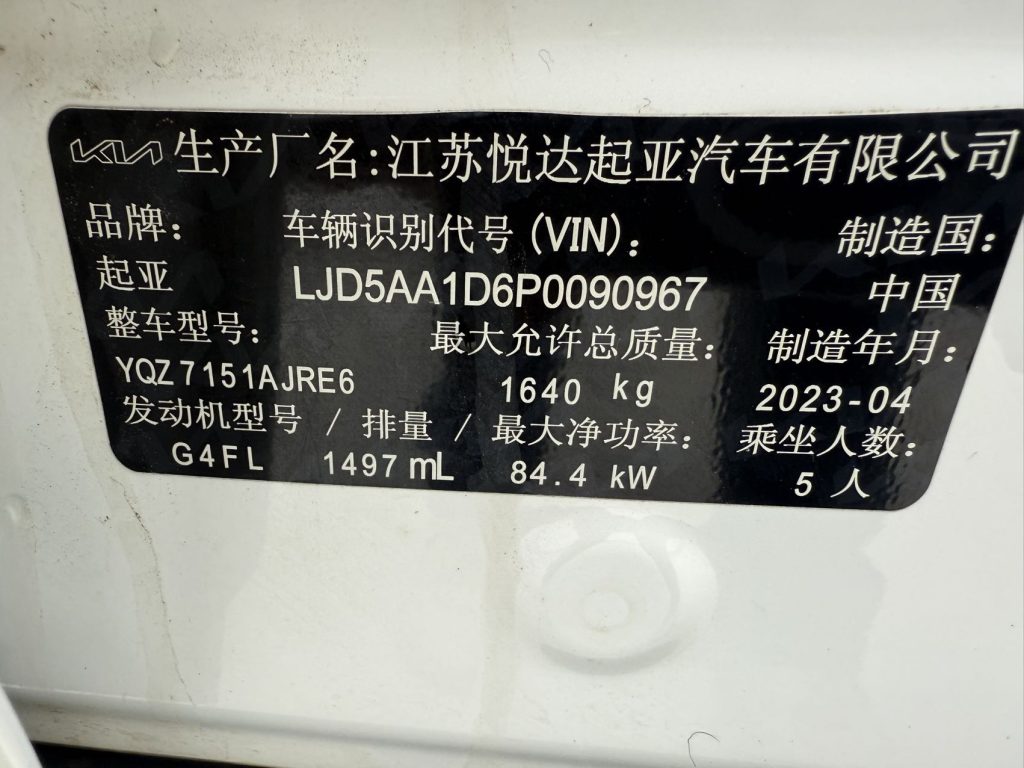 KIA 生产厂名:江苏悦达起亚汽车有限公司
品牌: 车辆识别代号(VIN): 制造国:
起亚 LJD5AA1D6P0090967 中国
整车型号: 最大允许总质量: 制造年月:
YQZ7151AJRE6 1640 kg 2023-04
发动机型号 / 排量 / 最大净功率: 乘坐人数:
G4FL 1497 mL 84.4 kW 5 人